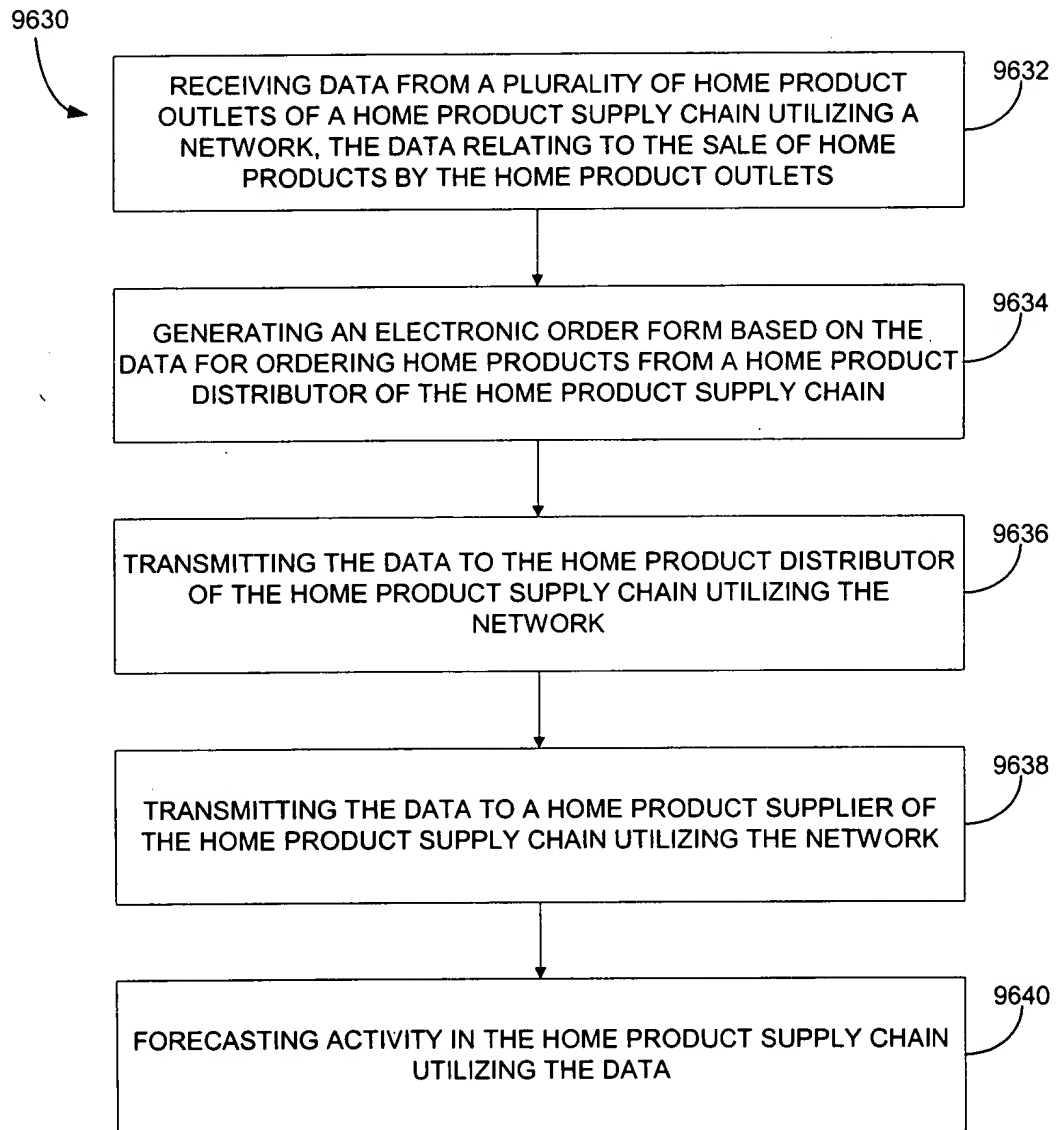 9630
RECEIVING DATA FROM A PLURALITY OF HOME PRODUCT
OUTLETS OF A HOME PRODUCT SUPPLY CHAIN UTILIZING A
NETWORK, THE DATA RELATING TO THE SALE OF HOME
PRODUCTS BY THE HOME PRODUCT OUTLETS
9632
GENERATING AN ELECTRONIC ORDER FORM BASED ON THE
DATA FOR ORDERING HOME PRODUCTS FROM A HOME PRODUCT
DISTRIBUTOR OF THE HOME PRODUCT SUPPLY CHAIN
9634
TRANSMITTING THE DATA TO THE HOME PRODUCT DISTRIBUTOR
OF THE HOME PRODUCT SUPPLY CHAIN UTILIZING THE
NETWORK
9636
TRANSMITTING THE DATA TO A HOME PRODUCT SUPPLIER OF
THE HOME PRODUCT SUPPLY CHAIN UTILIZING THE NETWORK
9638
FORECASTING ACTIVITY IN THE HOME PRODUCT SUPPLY CHAIN
UTILIZING THE DATA
9640